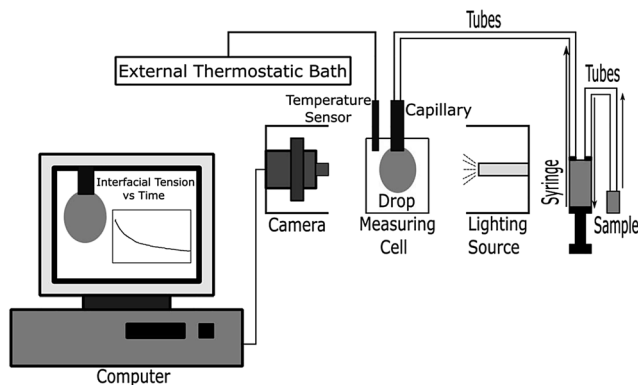 Tubes
External Thermostatic Bath
Tubes
Temperature
Sensor
Capillary
Interfacial Tension
vs Time
Syringe
Drop
Camera
Measuring
Cell
Lighting
Source
Sample
Computer